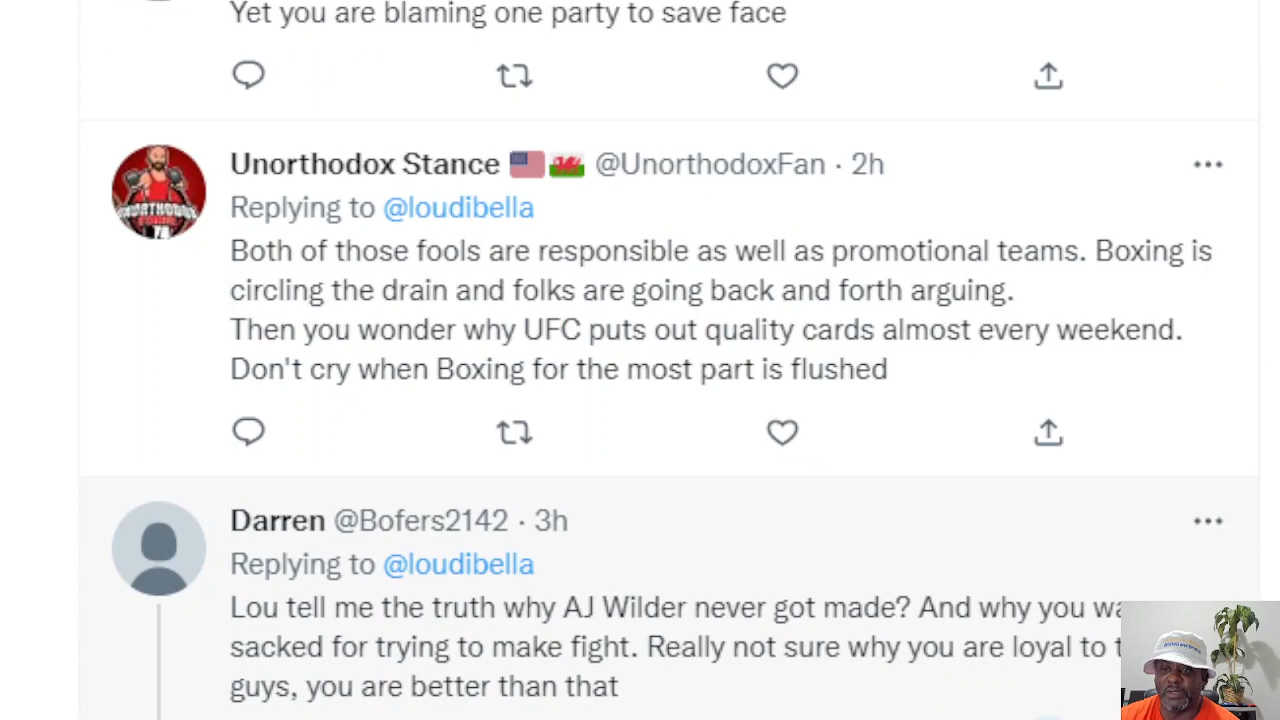 Yet you are blaming one party to save face
Unorthodox Stance @UnorthodoxFan · 2h
Replying to @loudibella
Both of those fools are responsible as well as promotional teams. Boxing is
circling the drain and folks are going back and forth arguing.
Then you wonder why UFC puts out quality cards almost every weekend.
Don't cry when Boxing for the most part is flushed
Darren @Bofers2142 · 3h
Replying to @loudibella
Lou tell me the truth why AJ Wilder never got made? And why you
sacked for trying to make fight. Really not sure why you are loyal to
guys, you are better than that